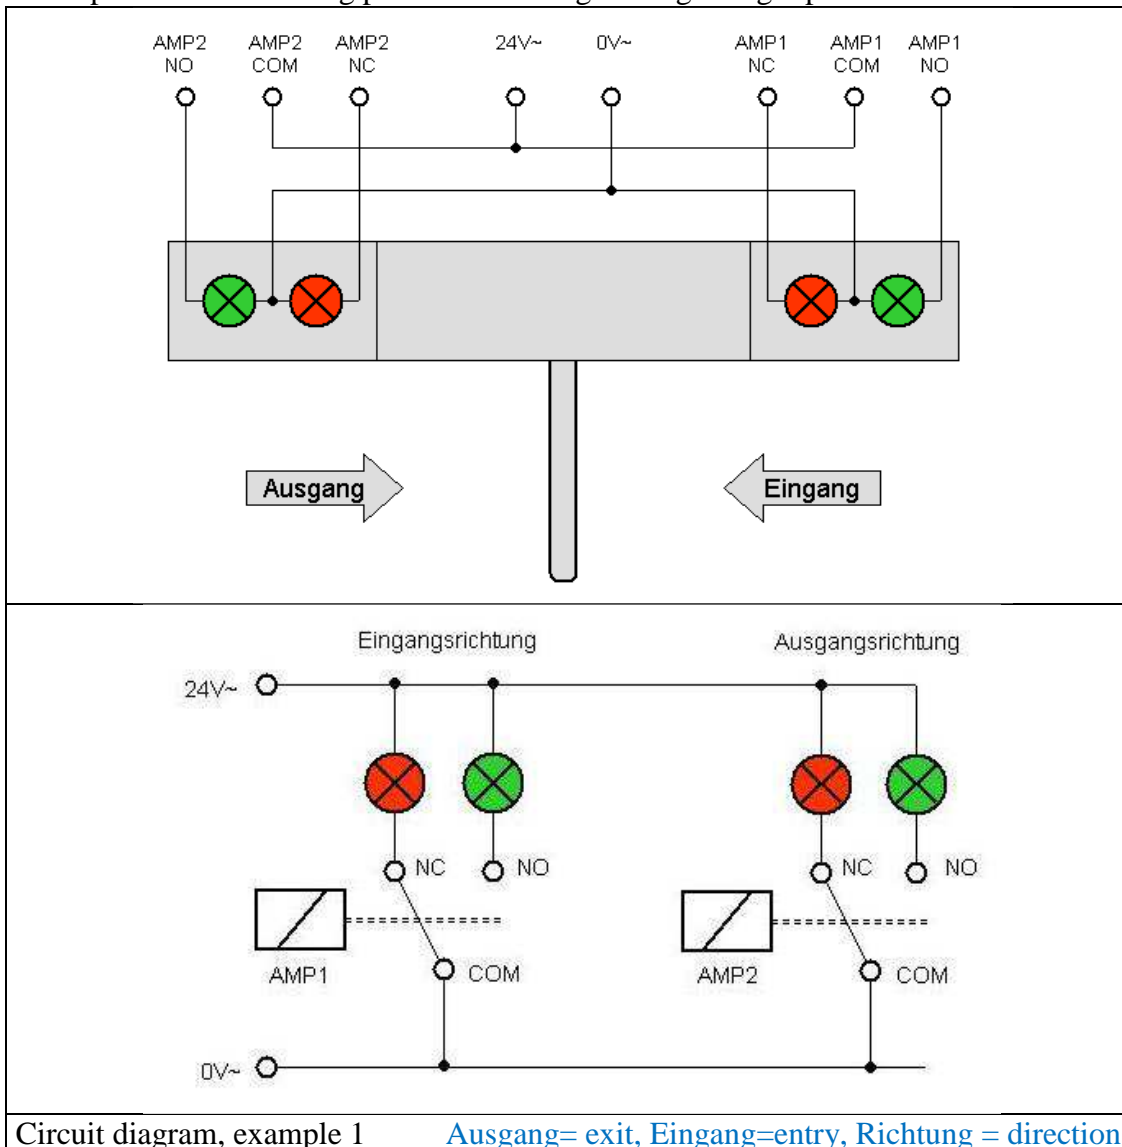 AMP2 AMP2 AMP2 24V~ 0V~ AMP1 AMP1 AMP1
NO COM NC NC COM NO
Ausgang Eingang
Eingangsrichtung Ausgangsrichtung
24V~
NC NO NC NO
AMP1 COM AMP2 COM
0V~
Circuit diagram, example 1 Ausgang= exit, Eingang=entry, Richtung = direction